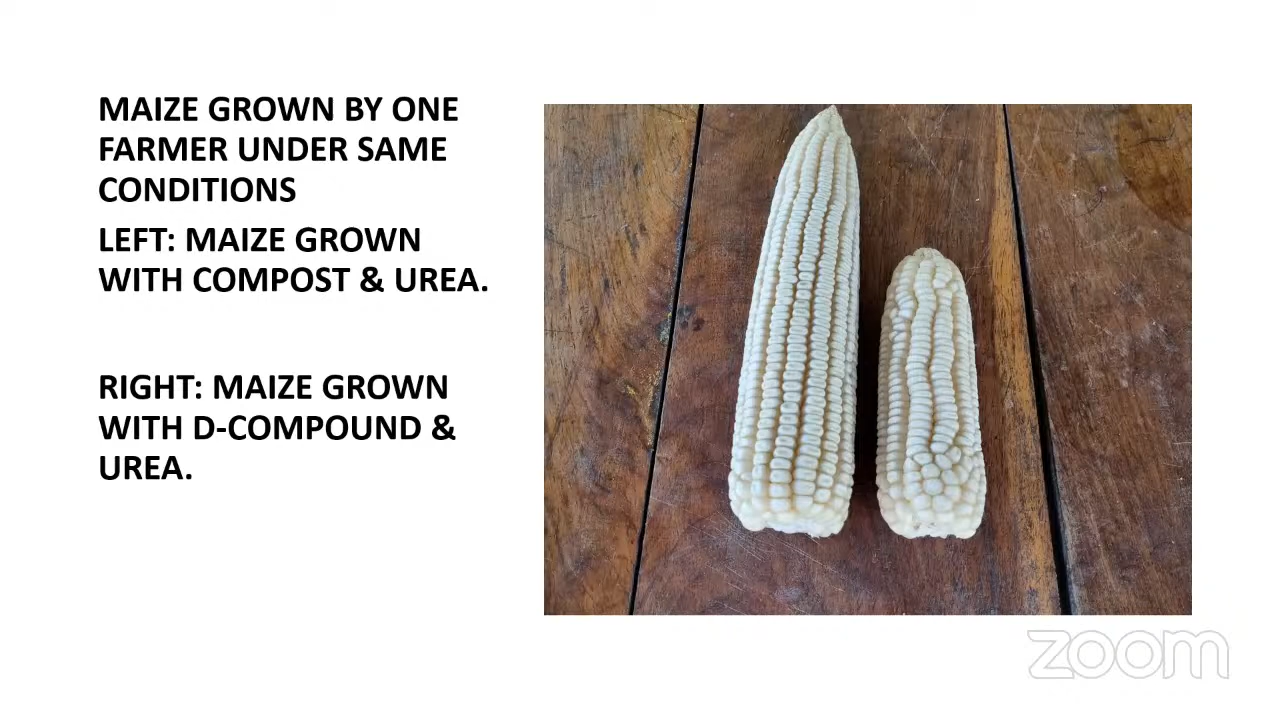 MAIZE GROWN BY ONE
FARMER UNDER SAME
CONDITIONS
LEFT: MAIZE GROWN
WITH COMPOST & UREA.
RIGHT: MAIZE GROWN
WITH D-COMPOUND &
UREA.
zoom